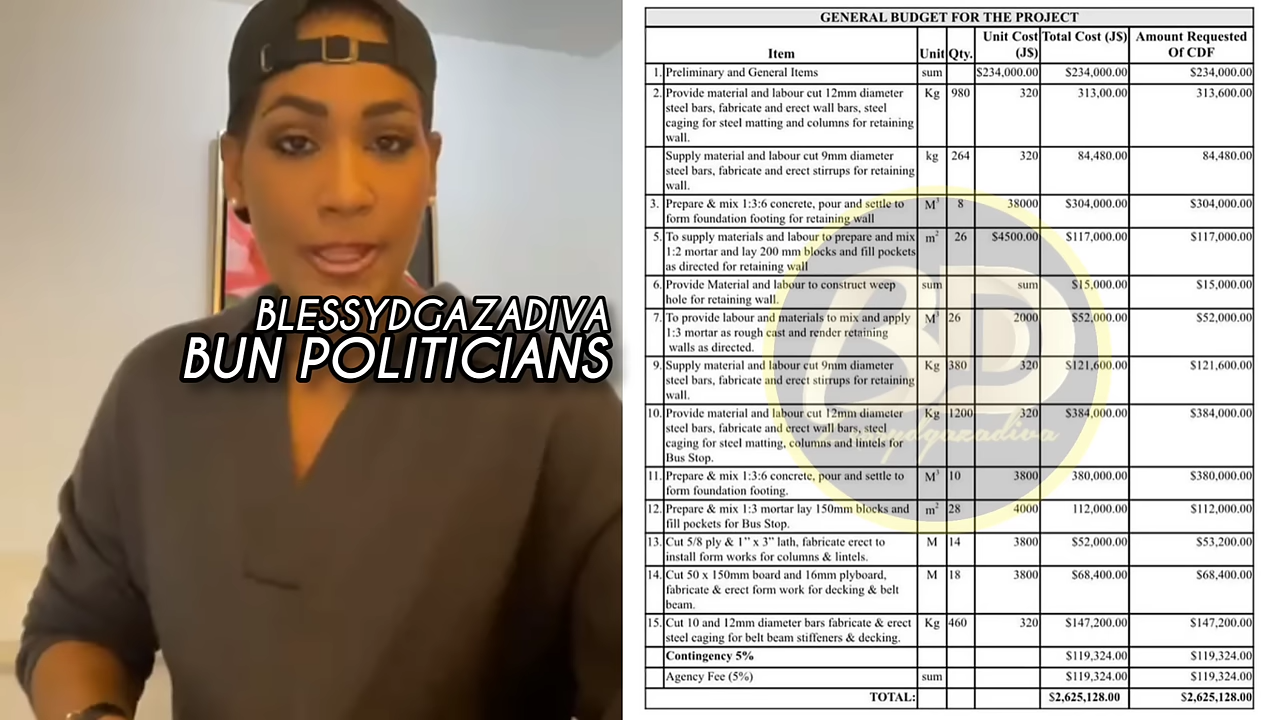 BLESSYDGAZADIVA
BUN POLITICIANS
GENERAL BUDGET FOR THE PROJECT
Item Unit Qty. Unit Cost (J$) Total Cost (J$) Amount Requested Of CDF
1. Preliminary and General Items sum $234,000.00 $234,000.00 $234,000.00
2. Provide material and labour cut 12mm diameter Kg 980 320 313,00.00 313,600.00
steel bars, fabricate and erect wall bars, steel
caging for steel matting and columns for retaining
wall.
Supply material and labour cut 9mm diameter kg 264 320 84,480.00 84,480.00
steel bars, fabricate and erect stirrups for retaining
wall.
3. Prepare & mix 1:3:6 concrete, pour and settle to M³ 8 38000 $304,000.00 $304,000.00
form foundation footing for retaining wall
5. To supply materials and labour to prepare and mix m² 26 $4500.00 $117,000.00 $117,000.00
1:2 mortar and lay 200 mm blocks and fill pockets
as directed for retaining wall
6. Provide Material and labour to construct weep sum sum $15,000.00 $15,000.00
hole for retaining wall.
7. To provide labour and materials to mix and apply M³ 26 2000 $52,000.00 $52,000.00
1:3 mortar as rough cast and render retaining
walls as directed.
9. Supply material and labour cut 9mm diameter Kg 380 320 $121,600.00 $121,600.00
steel bars, fabricate and erect stirrups for retaining
wall.
10. Provide material and labour cut 12mm diameter Kg 1200 320 $384,000.00 $384,000.00
steel bars, fabricate and erect wall bars, steel
caging for steel matting, columns and lintels for
Bus Stop.
11. Prepare & mix 1:3:6 concrete, pour and settle to M³ 10 3800 380,000.00 $380,000.00
form foundation footing.
12. Prepare & mix 1:3 mortar lay 150mm blocks and m² 28 4000 112,000.00 $112,000.00
fill pockets for Bus Stop.
13. Cut 5/8 ply & 1” x 3” lath, fabricate erect to M 14 3800 $52,000.00 $53,200.00
install form works for columns & lintels.
14. Cut 50 x 150mm board and 16mm plyboard, M 18 3800 $68,400.00 $68,400.00
fabricate & erect form work for decking & belt
beam.
15. Cut 10 and 12mm diameter bars fabricate & erect Kg 460 320 $147,200.00 $147,200.00
steel caging for belt beam stiffeners & decking.
Contingency 5% $119,324.00 $119,324.00
Agency Fee (5%) sum $119,324.00 $119,324.00
TOTAL: $2,625,128.00 $2,625,128.00
BD
Blessydgazadiva